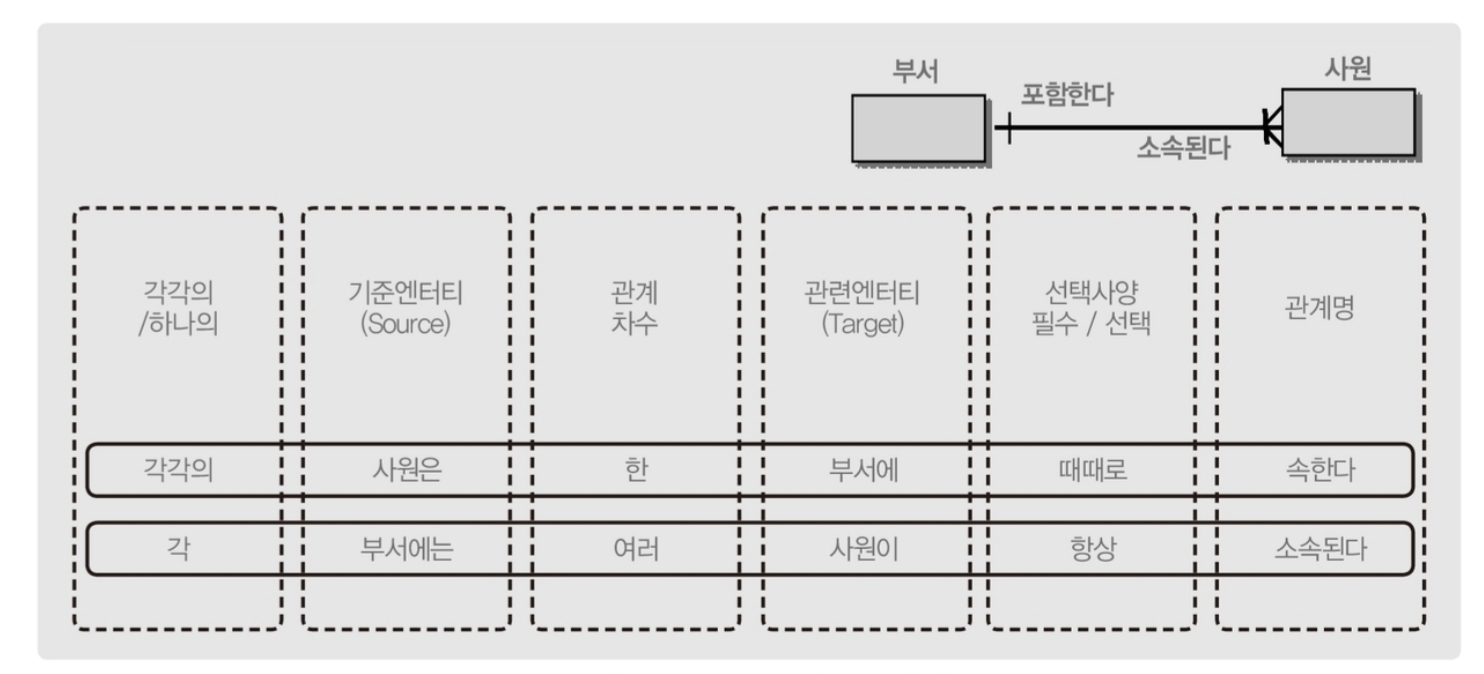 부서
사원
포함한다
소속된다
각각의
/하나의
기준엔터티
(Source)
관계
차수
관련엔터티
(Target)
선택사양
필수 / 선택
관계명
각각의 사원은 한 부서에 때때로 속한다
각 부서에는 여러 사원이 항상 소속된다